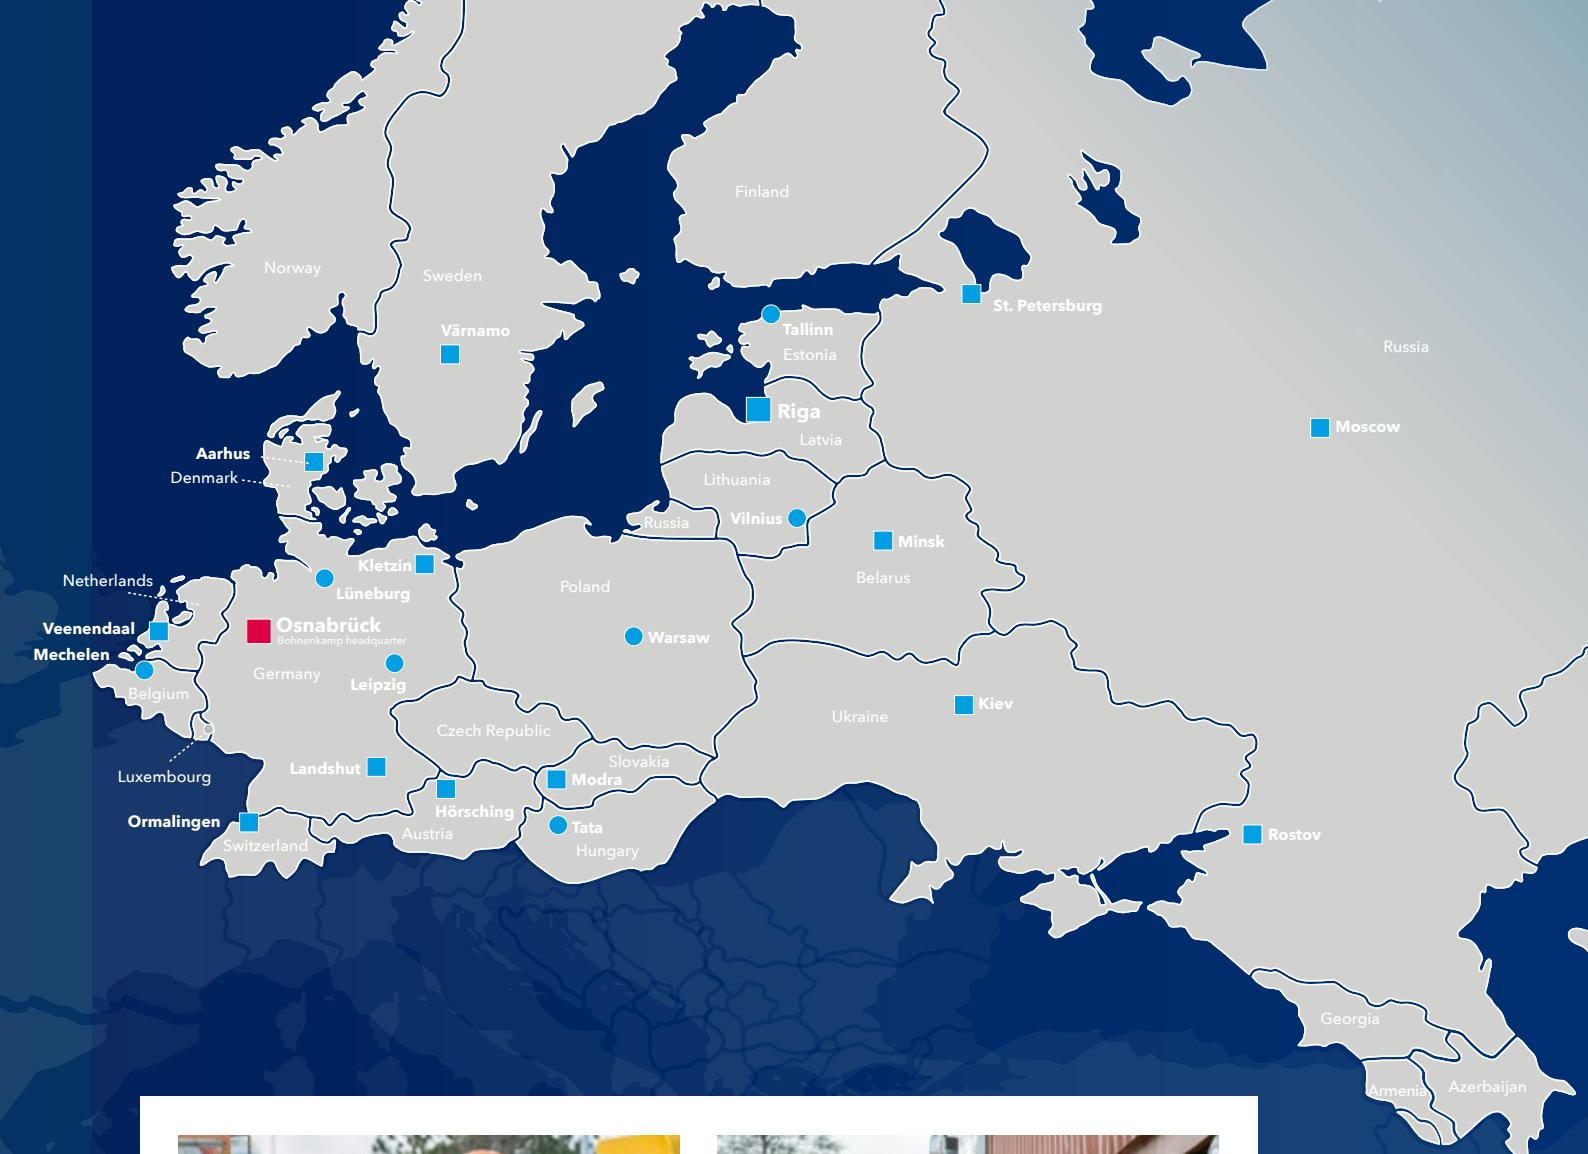 Finland
Norway
Sweden
St. Petersburg
Värnamo
Tallinn
Estonia
Russia
Riga
Latvia
Moscow
Aarhus
Denmark
Lithuania
Vilnius
Russia
Minsk
Belarus
Kletzin
Lüneburg
Netherlands
Poland
Veenendaal
Osnabrück
Bohnenkamp headquarter
Warsaw
Mechelen
Germany
Leipzig
Belgium
Kiev
Ukraine
Czech Republic
Slovakia
Landshut
Modra
Luxembourg
Hörsching
Ormalingen
Austria
Tata
Switzerland
Hungary
Rostov
Georgia
Armenia
Azerbaijan